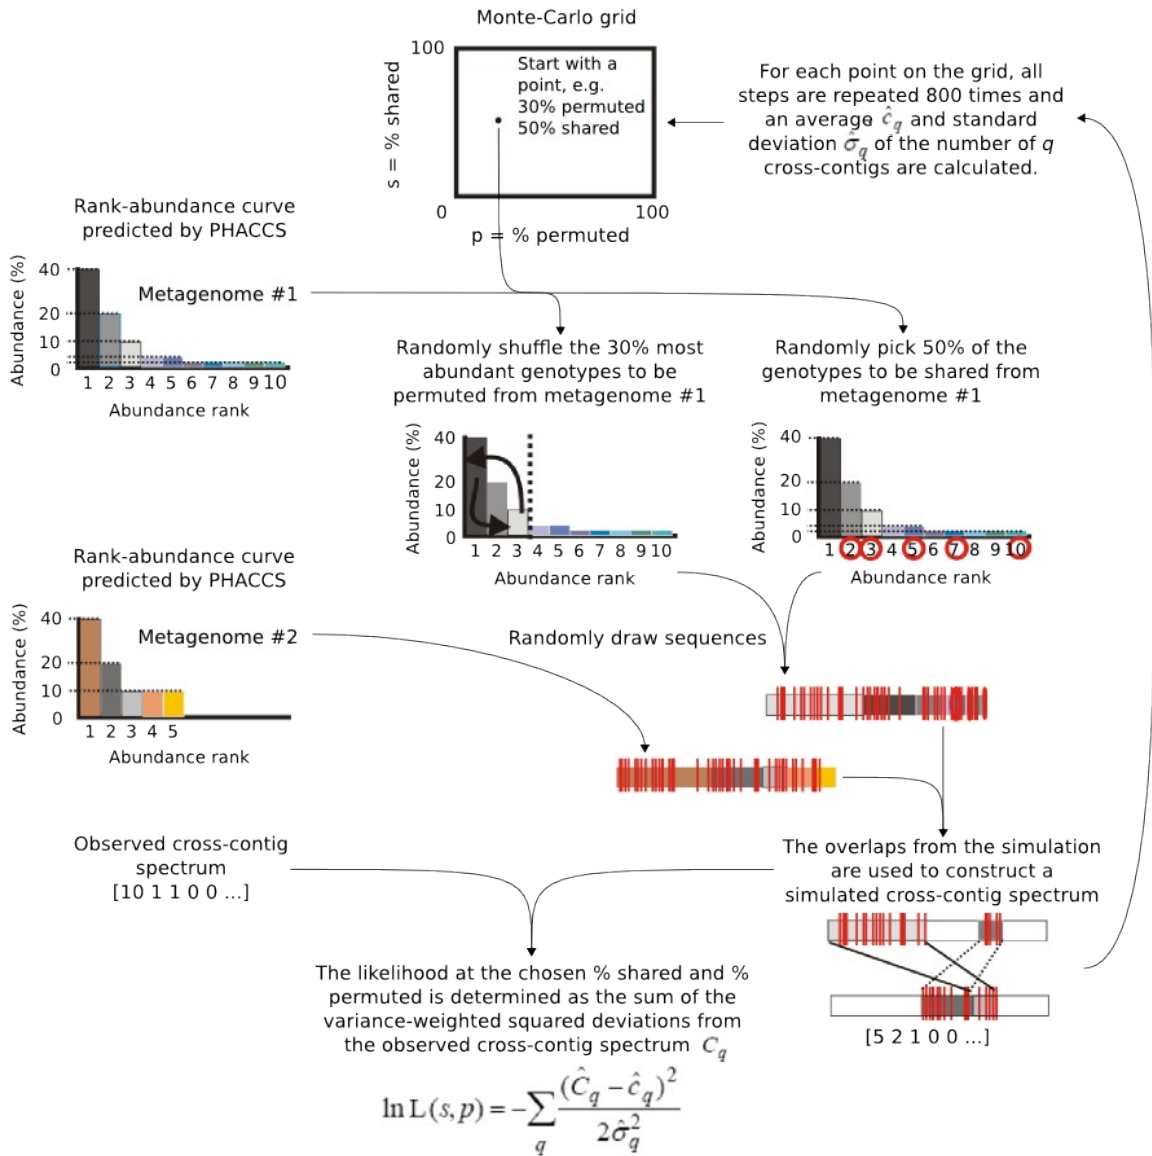 Monte-Carlo grid
100
s = % shared
Start with a
point, e.g.
30% permuted
50% shared
0
100
p = % permuted
For each point on the grid, all
steps are repeated 800 times and
an average ĉ_q and standard
deviation σ̂_q of the number of q
cross-contigs are calculated.
Rank-abundance curve
predicted by PHACCS
Abundance (%)
40
20
10
0
Metagenome #1
1 2 3 4 5 6 7 8 9 10
Abundance rank
Randomly shuffle the 30% most
abundant genotypes to be
permuted from metagenome #1
Abundance (%)
40
20
10
0
1 2 3 4 5 6 7 8 9 10
Abundance rank
Randomly pick 50% of the
genotypes to be shared from
metagenome #1
Abundance (%)
40
20
10
0
1 2 3 4 5 6 7 8 9 10
Abundance rank
Rank-abundance curve
predicted by PHACCS
Abundance (%)
40
20
10
0
Metagenome #2
1 2 3 4 5
Abundance rank
Randomly draw sequences
Observed cross-contig
spectrum
[10 1 1 0 0 ...]
The overlaps from the simulation
are used to construct a
simulated cross-contig spectrum
[5 2 1 0 0 ...]
The likelihood at the chosen % shared and %
permuted is determined as the sum of the
variance-weighted squared deviations from
the observed cross-contig spectrum C_q
ln L (s, p) = −∑_q (Ĉ_q − ĉ_q)² / 2σ̂_q²